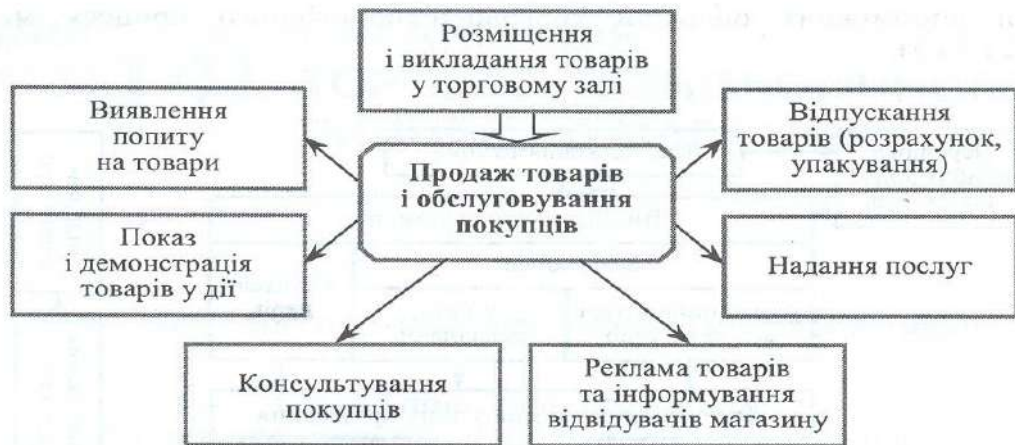 Розміщення
і викладання товарів
у торговому залі
Виявлення
попиту
на товари
Відпускання
товарів (розрахунок,
упакування)
Продаж товарів
і обслуговування
покупців
Показ
і демонстрація
товарів у дії
Надання послуг
Консультування
покупців
Реклама товарів
та інформування
відвідувачів магазину